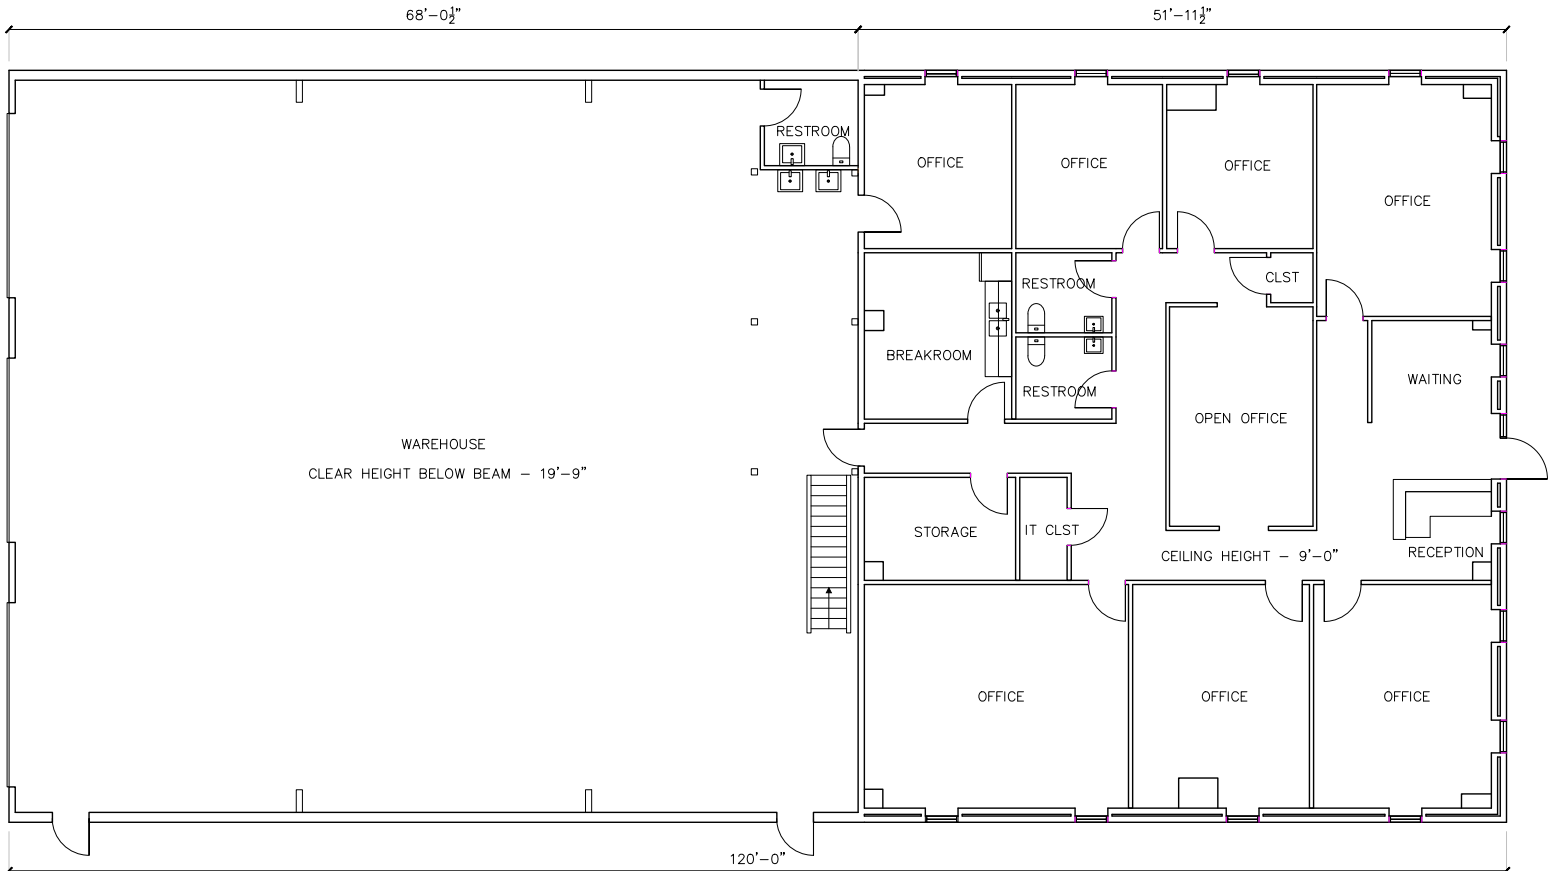 68'-0½" 51'-11½"
RESTROOM
OFFICE OFFICE OFFICE
OFFICE
RESTROOM CLST
BREAKROOM
WAITING
RESTROOM
OPEN OFFICE
WAREHOUSE
CLEAR HEIGHT BELOW BEAM - 19'-9"
STORAGE IT CLST
CEILING HEIGHT - 9'-0" RECEPTION
OFFICE OFFICE OFFICE
120'-0"